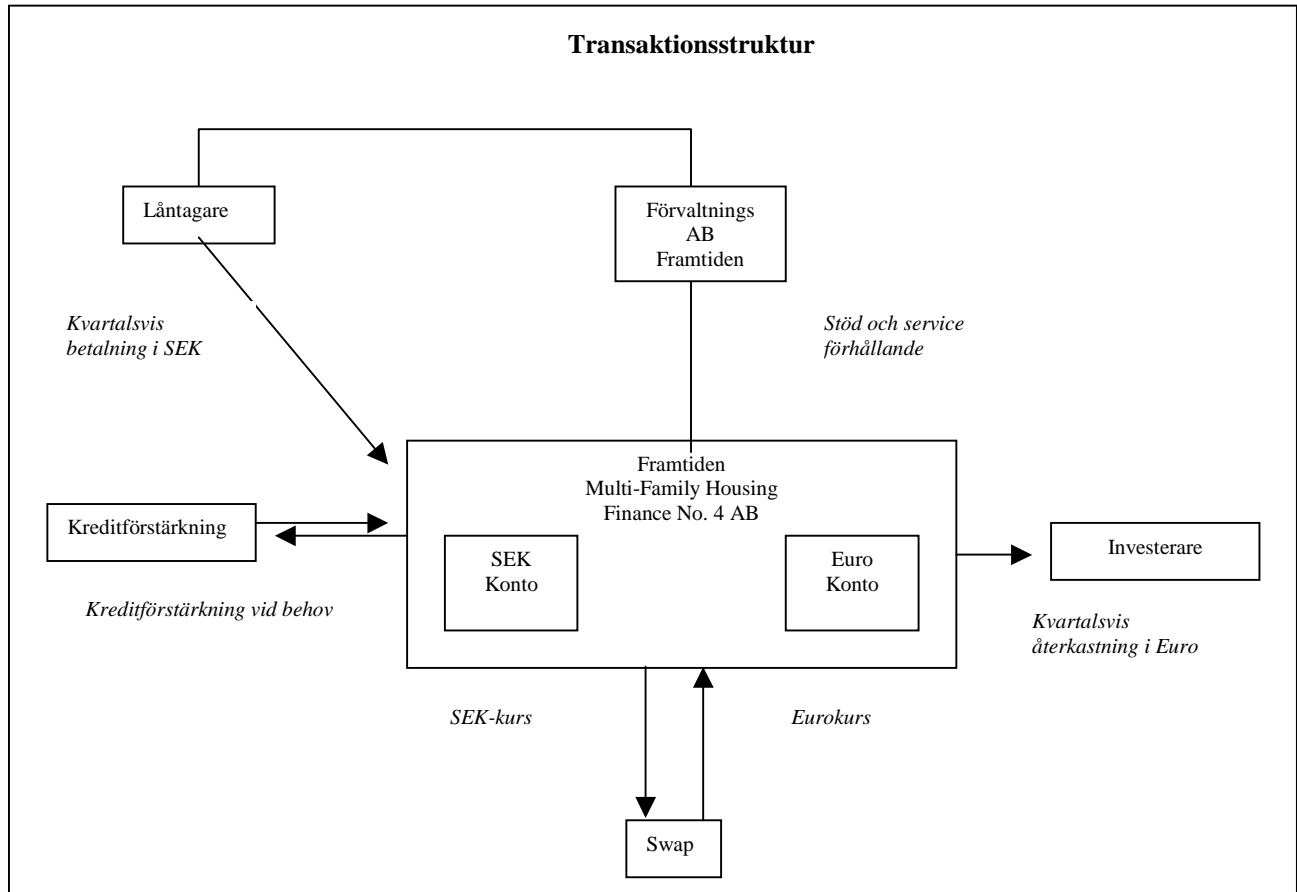 Transaktionsstruktur
Låntagare
Förvaltnings
AB
Framtiden
Kvartalsvis
betalning i SEK
Stöd och service
förhållande
Framtiden
Multi-Family Housing
Finance No. 4 AB
Kreditförstärkning
SEK
Konto
Euro
Konto
Investerare
Kreditförstärkning vid behov
Kvartalsvis
återkastning i Euro
SEK-kurs
Eurokurs
Swap